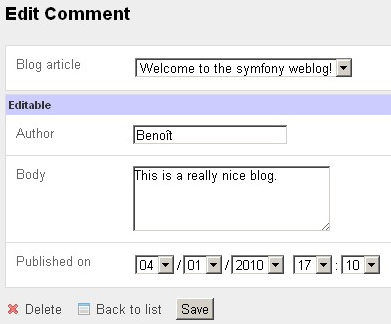 Edit Comment
Blog article Welcome to the symfony weblog!
Editable
Author Benoît
Body This is a really nice blog.
Published on 04 / 01 / 2010 17 : 10
Delete Back to list Save